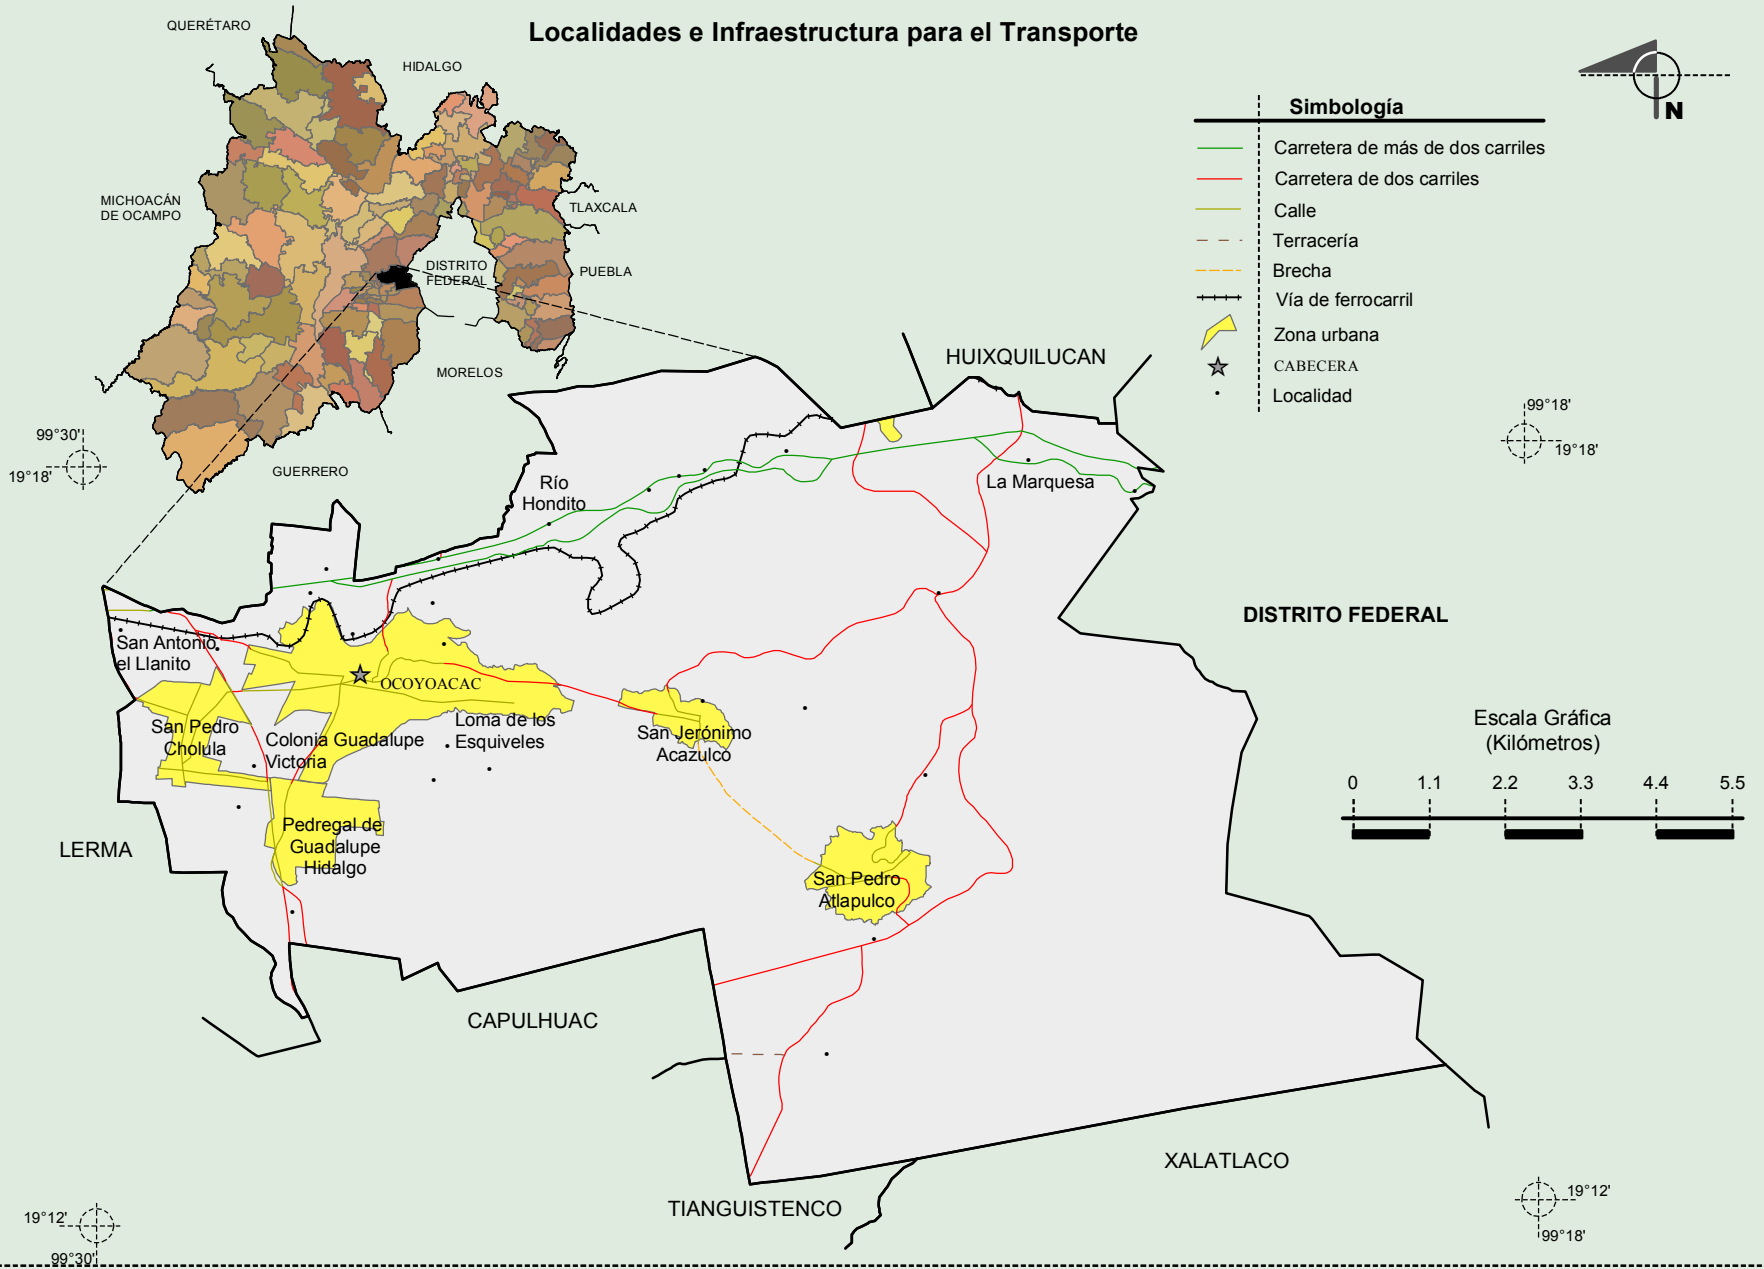 Localidades e Infraestructura para el Transporte
QUERÉTARO
HIDALGO
MICHOACÁN
DE OCAMPO
TLAXCALA
DISTRITO
FEDERAL
PUEBLA
MORELOS
GUERRERO
N
Simbología
Carretera de más de dos carriles
Carretera de dos carriles
Calle
Terracería
Brecha
Vía de ferrocarril
Zona urbana
CABECERA
Localidad
99°30'
19°18'
99°18'
19°18'
HUIXQUILUCAN
Río
Hondito
La Marquesa
DISTRITO FEDERAL
San Antonio
el Llanito
OCOYOACAC
San Pedro
Cholula
Colonia Guadalupe
Victoria
Loma de los
Esquiveles
San Jerónimo
Acazulco
Pedregal de
Guadalupe
Hidalgo
San Pedro
Atlapulco
LERMA
CAPULHUAC
TIANGUISTENCO
XALATLACO
Escala Gráfica
(Kilómetros)
0 1.1 2.2 3.3 4.4 5.5
19°12'
99°30'
19°12'
99°18'